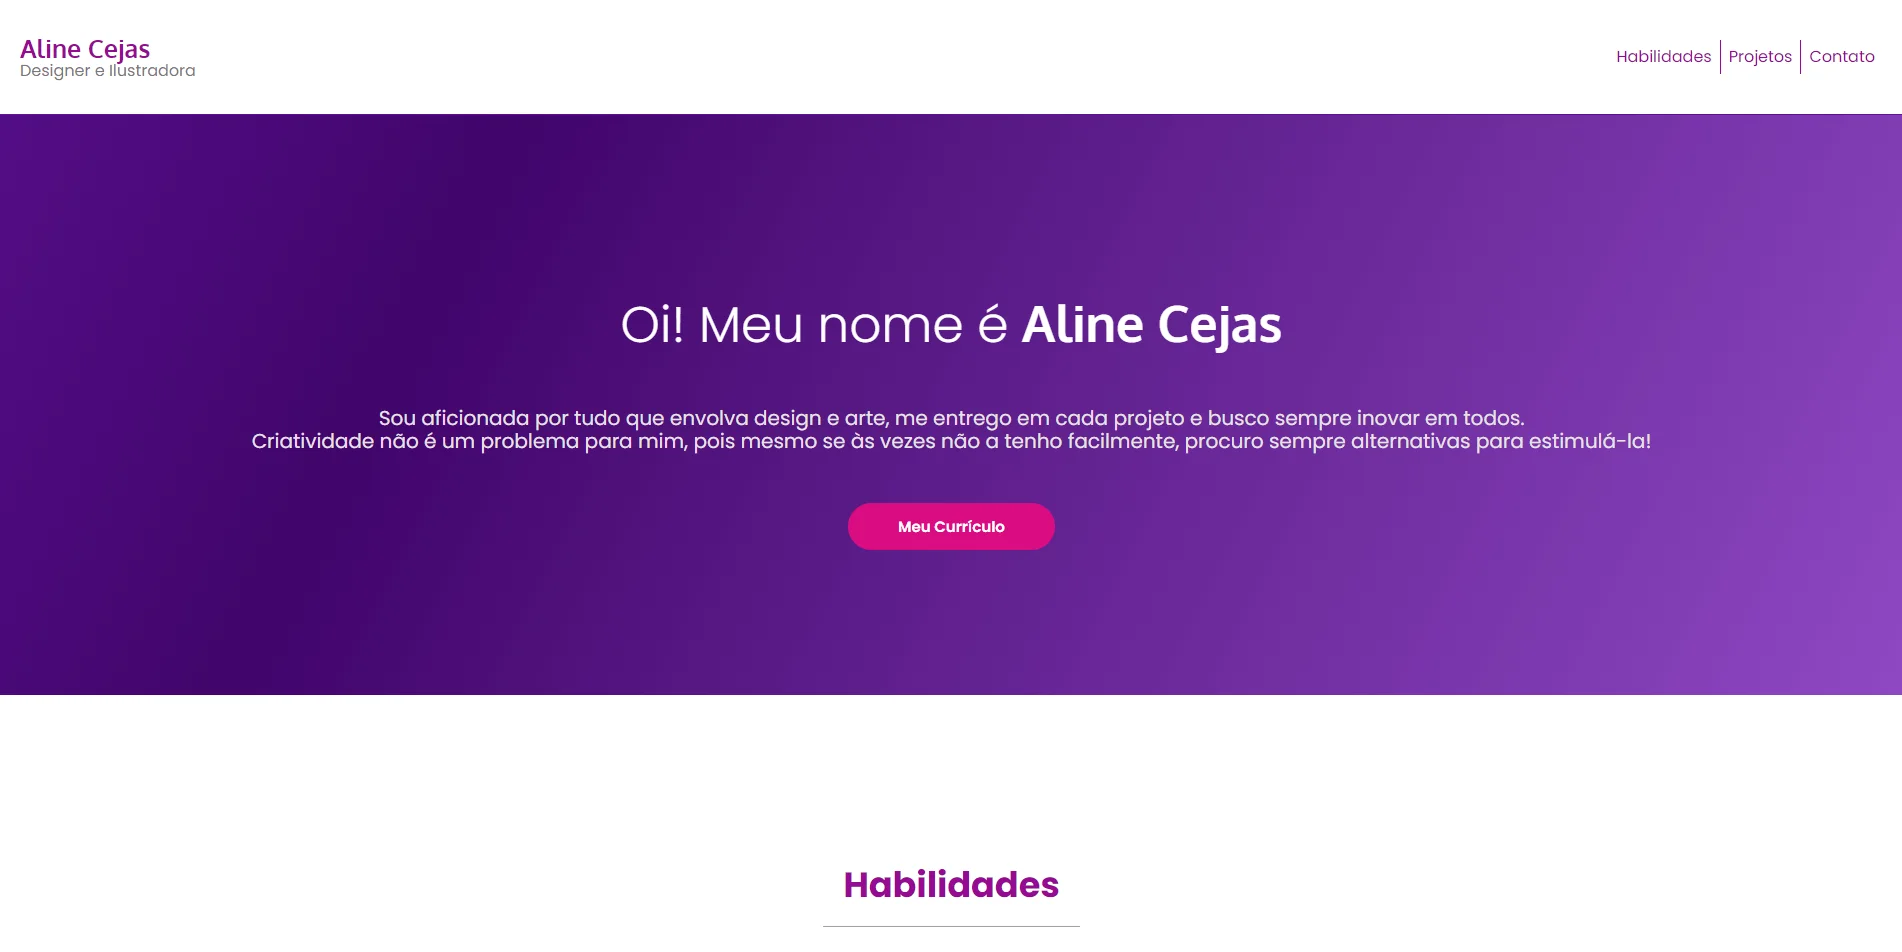 Aline Cejas
Designer e Ilustradora
Habilidades
Projetos
Contato
Oi! Meu nome é Aline Cejas
Sou aficionada por tudo que envolva design e arte, me entrego em cada projeto e busco sempre inovar em todos.
Criatividade não é um problema para mim, pois mesmo se às vezes não a tenho facilmente, procuro sempre alternativas para estimulá-la!
Meu Currículo
Habilidades